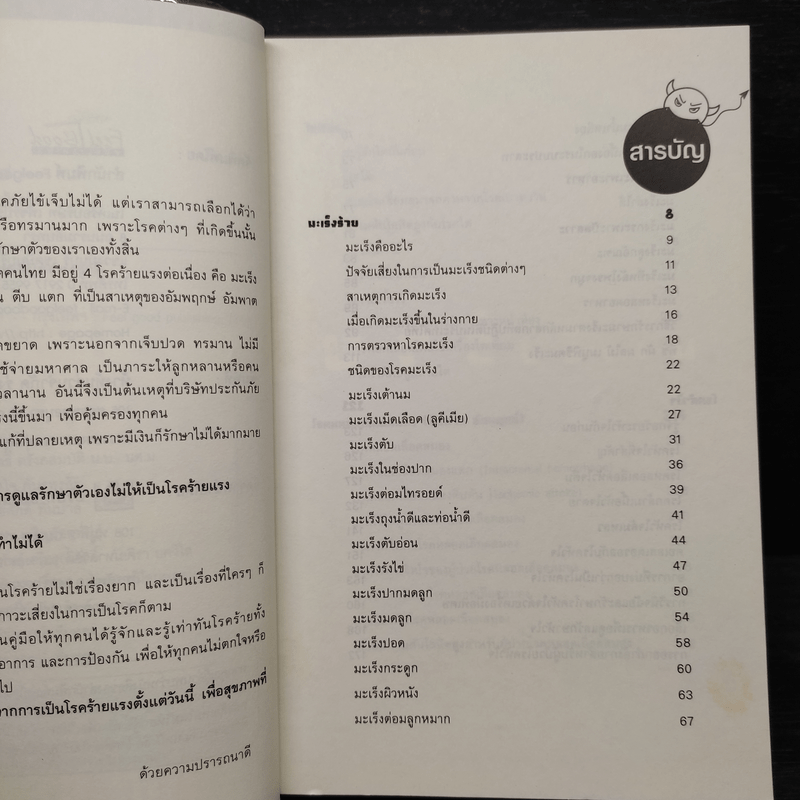 คภัยไข้เจ็บไม่ได้ แต่เราสามารถเลือกได้ว่า
รือทรมานมาก เพราะโรคต่างๆ ที่เกิดขึ้นนั้น
รักษาตัวของเราเองทั้งสิ้น
คนไทย มีอยู่ 4 โรคร้ายแรงต่อเนื่อง คือ มะเร็ง
น ตีบ แตก ที่เป็นสาเหตุของอัมพฤกษ์ อัมพาต
ดขยาด เพราะนอกจากเจ็บปวด ทรมาน ไม่มี
ช้จ่ายมหาศาล เป็นภาระให้ลูกหลานหรือคน
วลานาน อันนี้จึงเป็นต้นเหตุที่บริษัทประกันภัย
รงนี้ขึ้นมา เพื่อคุ้มครองทุกคน
แก้ที่ปลายเหตุ เพราะมีเงินก็รักษาไม่ได้มากมาย
ารดูแลรักษาตัวเองไม่ให้เป็นโรคร้ายแรง
ทำไม่ได้
นโรคร้ายไม่ใช่เรื่องยาก และเป็นเรื่องที่ใครๆ ก็
ภาวะเสี่ยงในการเป็นโรคก็ตาม
นคู่มือให้ทุกคนได้รู้จักและรู้เท่าทันโรคร้ายทั้ง
อาการ และการป้องกัน เพื่อให้ทุกคนไม่ตกใจหรือ
ไป
ากการเป็นโรคร้ายแรงตั้งแต่วันนี้ เพื่อสุขภาพที่
ด้วยความปรารถนาดี
สารบัญ
มะเร็งร้าย 8
มะเร็งคืออะไร 9
ปัจจัยเสี่ยงในการเป็นมะเร็งชนิดต่างๆ 11
สาเหตุการเกิดมะเร็ง 13
เมื่อเกิดมะเร็งขึ้นในร่างกาย 16
การตรวจหาโรคมะเร็ง 18
ชนิดของโรคมะเร็ง 22
มะเร็งเต้านม 22
มะเร็งเม็ดเลือด (ลูคีเมีย) 27
มะเร็งตับ 31
มะเร็งในช่องปาก 36
มะเร็งต่อมไทรอยด์ 39
มะเร็งถุงน้ำดีและท่อน้ำดี 41
มะเร็งตับอ่อน 44
มะเร็งรังไข่ 47
มะเร็งปากมดลูก 50
มะเร็งมดลูก 54
มะเร็งปอด 58
มะเร็งกระดูก 60
มะเร็งผิวหนัง 63
มะเร็งต่อมลูกหมาก 67